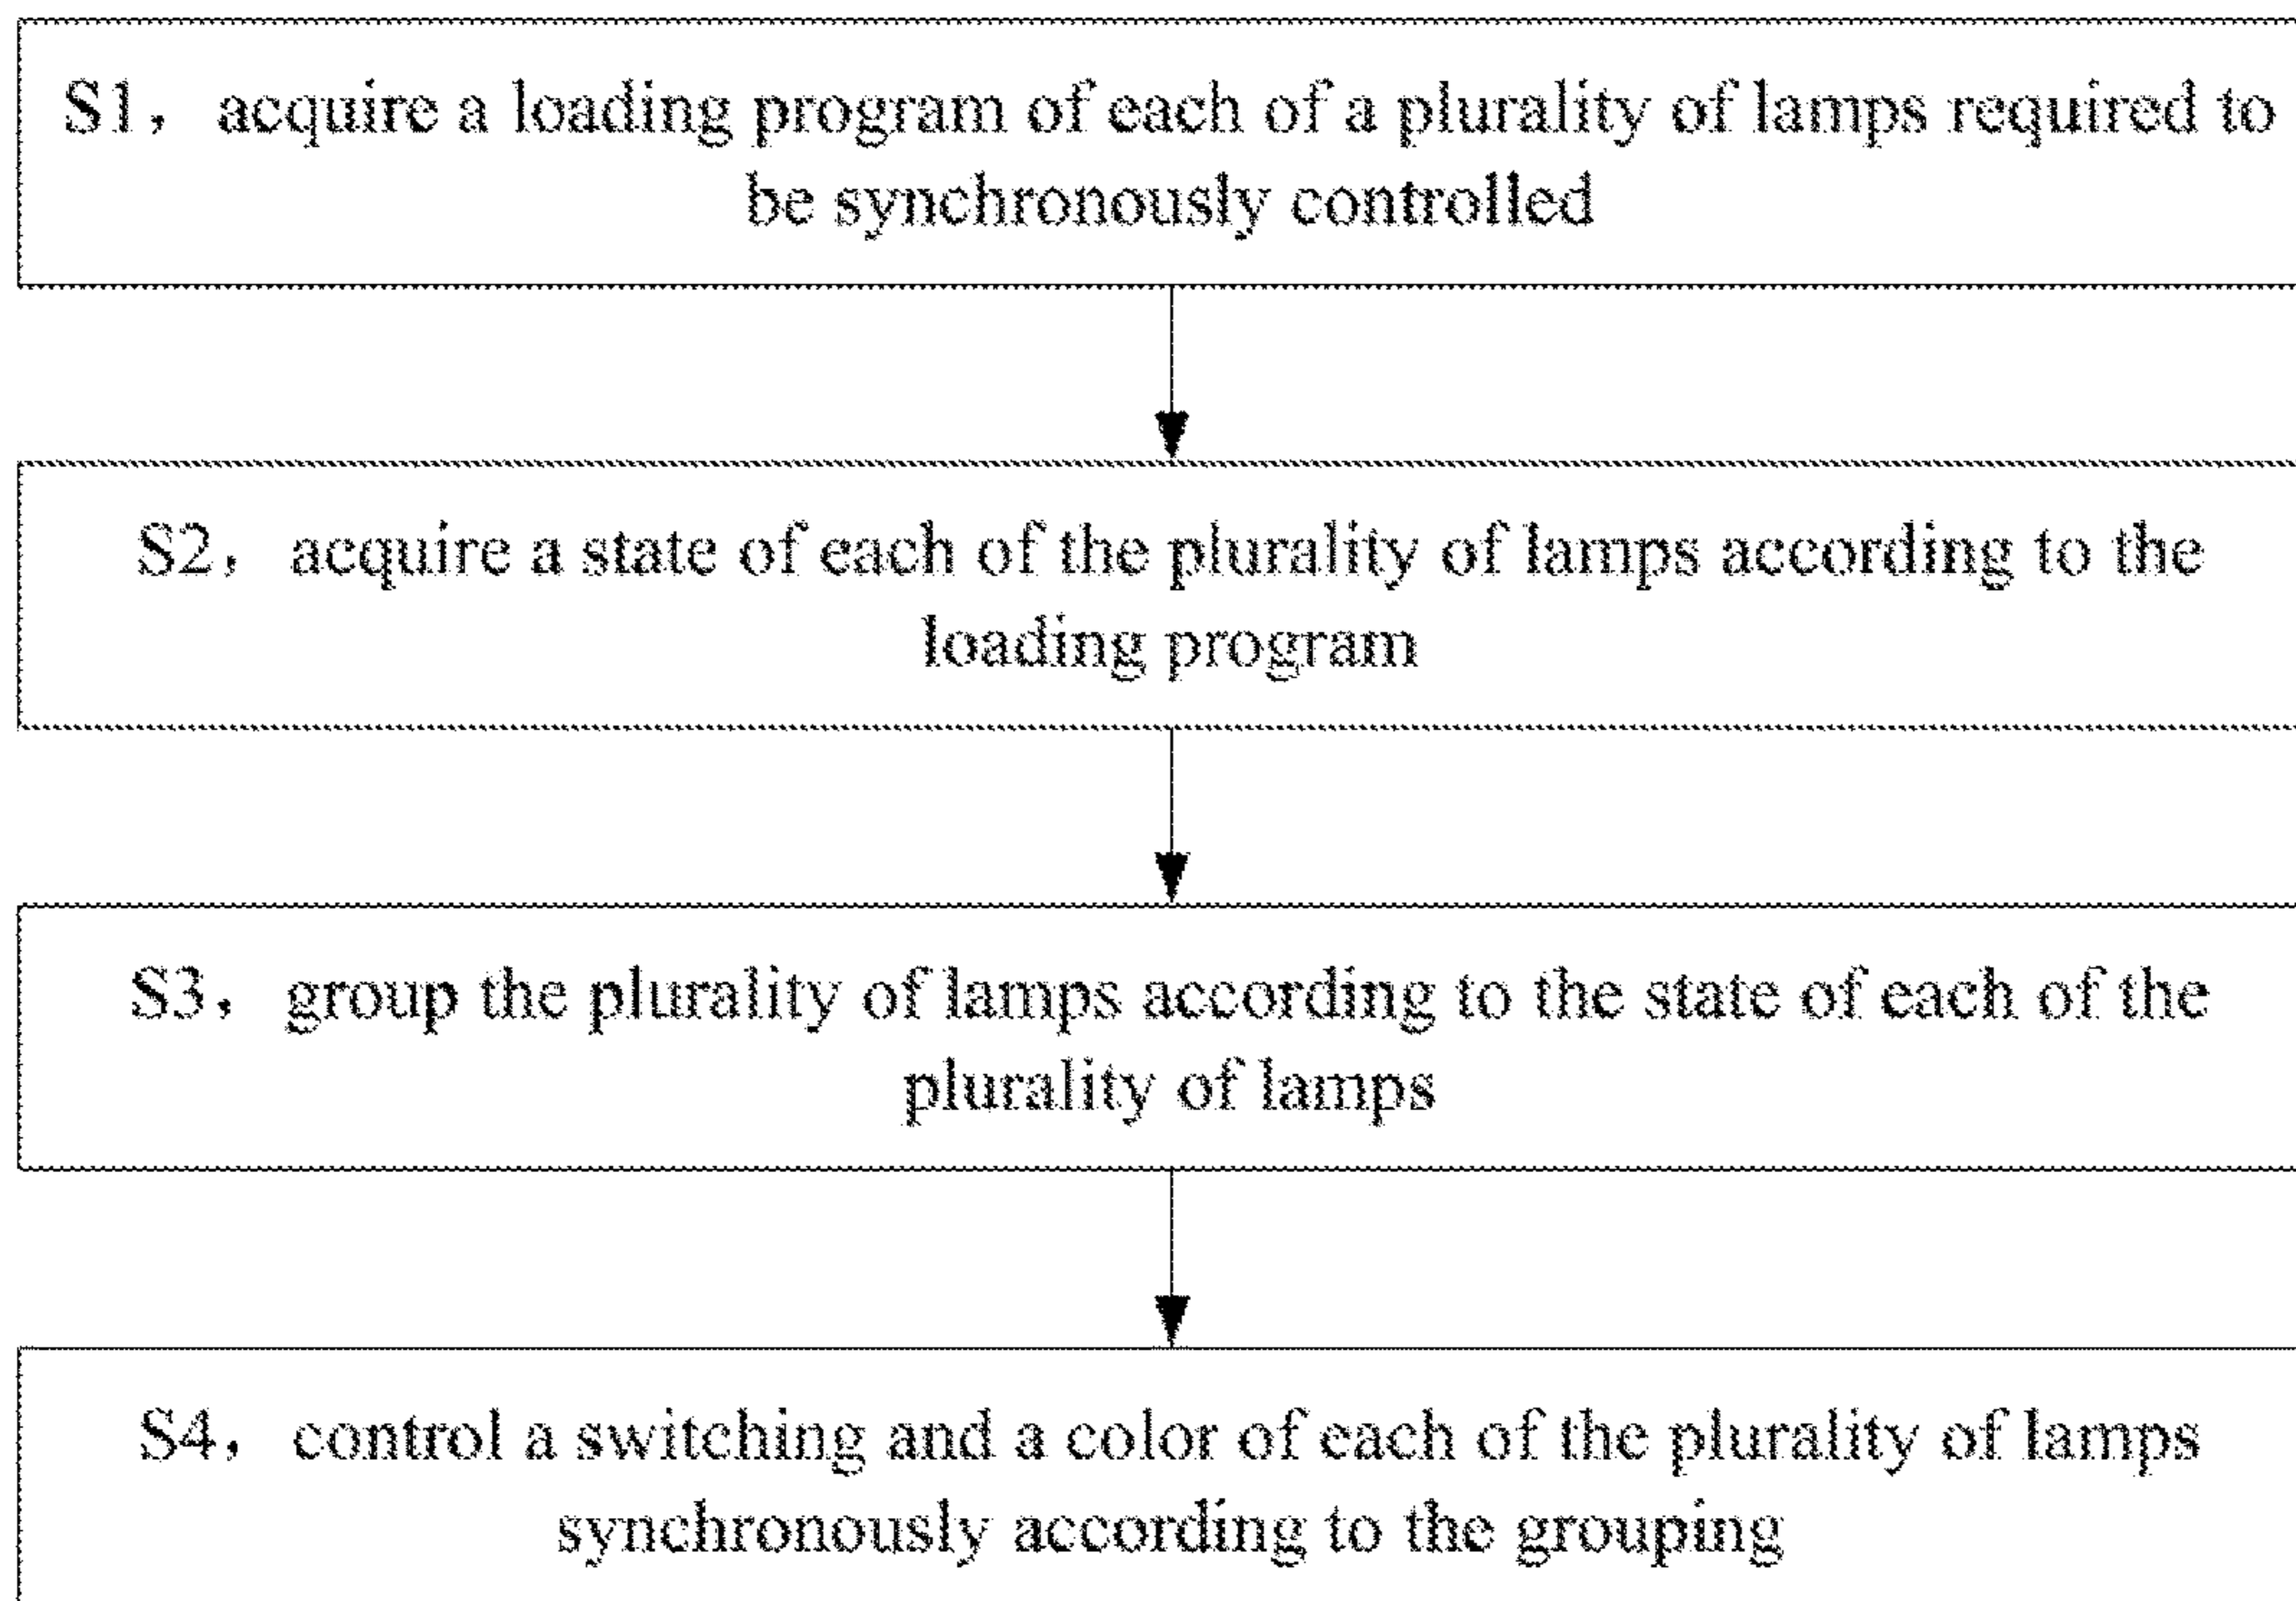 S1，acquire a loading program of each of a plurality of lamps required to
be synchronously controlled
S2，acquire a state of each of the plurality of lamps according to the
loading program
S3，group the plurality of lamps according to the state of each of the
plurality of lamps
S4，control a switching and a color of each of the plurality of lamps
synchronously according to the grouping